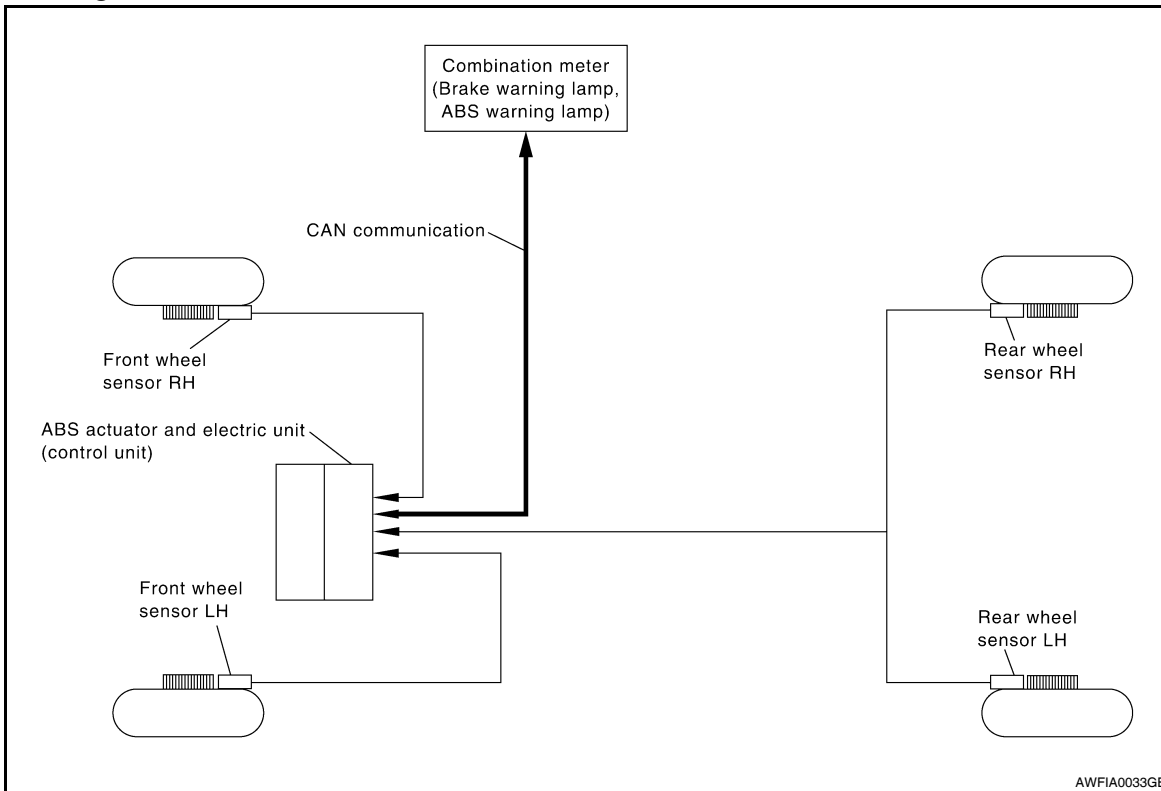 Combination meter
(Brake warning lamp,
ABS warning lamp)
CAN communication
Front wheel
sensor RH
Rear wheel
sensor RH
ABS actuator and electric unit
(control unit)
Front wheel
sensor LH
Rear wheel
sensor LH